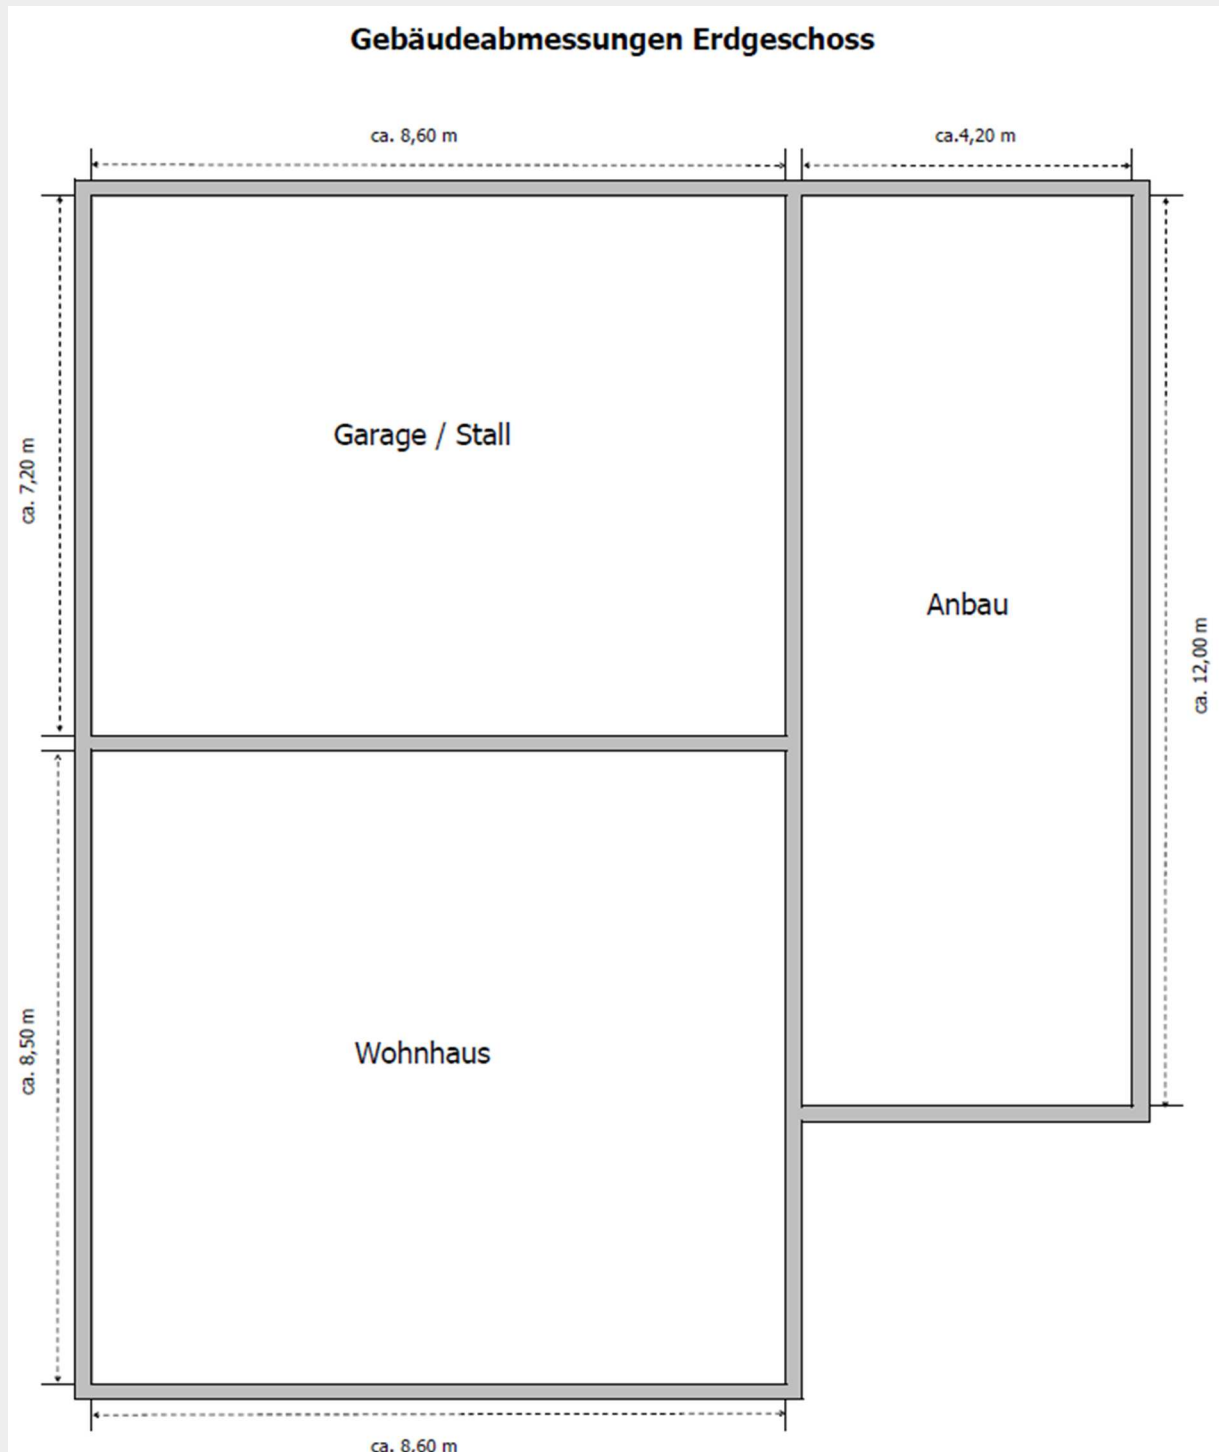 Gebäudeabmessungen Erdgeschoss
ca. 8,60 m
ca.4,20 m
ca. 7,20 m
Garage / Stall
Anbau
ca. 12,00 m
ca. 8,50 m
Wohnhaus
ca. 8,60 m